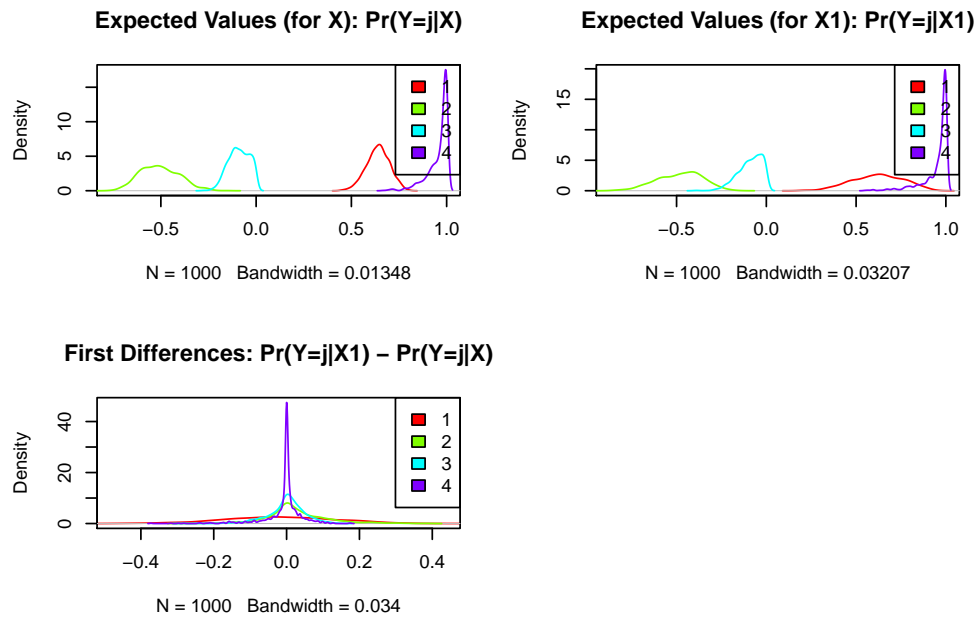 Expected Values (for X): Pr(Y=j|X)
Density
0 5 10
−0.5 0.0 0.5 1.0
1
2
3
4
N = 1000 Bandwidth = 0.01348
Expected Values (for X1): Pr(Y=j|X1)
Density
0 5 15
−0.5 0.0 0.5 1.0
1
2
3
4
N = 1000 Bandwidth = 0.03207
First Differences: Pr(Y=j|X1) − Pr(Y=j|X)
Density
0 20 40
−0.4 −0.2 0.0 0.2 0.4
1
2
3
4
N = 1000 Bandwidth = 0.034